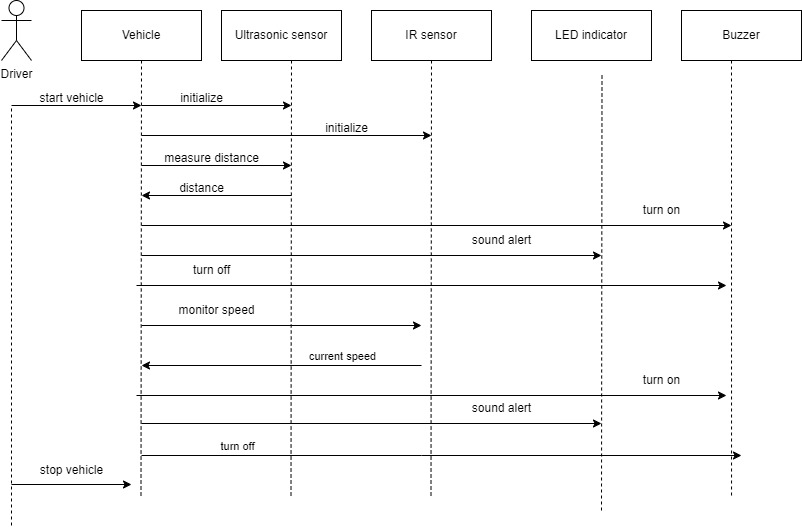 Driver
Vehicle
Ultrasonic sensor
IR sensor
LED indicator
Buzzer
start vehicle
initialize
initialize
measure distance
distance
turn on
sound alert
turn off
monitor speed
current speed
turn on
sound alert
turn off
stop vehicle